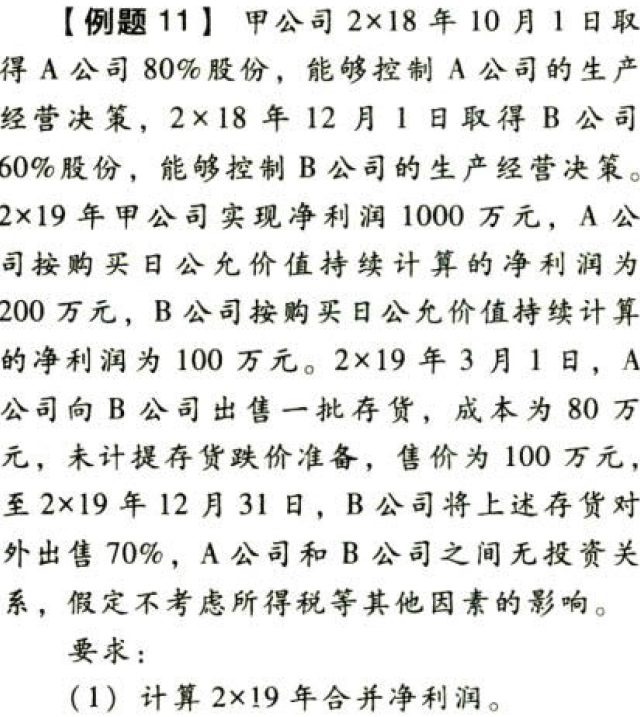 【例题 11】 甲公司 2×18 年 10 月 1 日取
得 A 公司 80%股份，能够控制 A 公司的生产
经营决策，2×18 年 12 月 1 日取得 B 公司
60%股份，能够控制 B 公司的生产经营决策。
2×19 年甲公司实现净利润 1000 万元，A 公
司按购买日公允价值持续计算的净利润为
200 万元，B 公司按购买日公允价值持续计算
的净利润为 100 万元。2×19 年 3 月 1 日，A
公司向 B 公司出售一批存货，成本为 80 万
元，未计提存货跌价准备，售价为 100 万元，
至 2×19 年 12 月 31 日，B 公司将上述存货对
外出售 70%，A 公司和 B 公司之间无投资关
系，假定不考虑所得税等其他因素的影响。
要求：
（1）计算 2×19 年合并净利润。